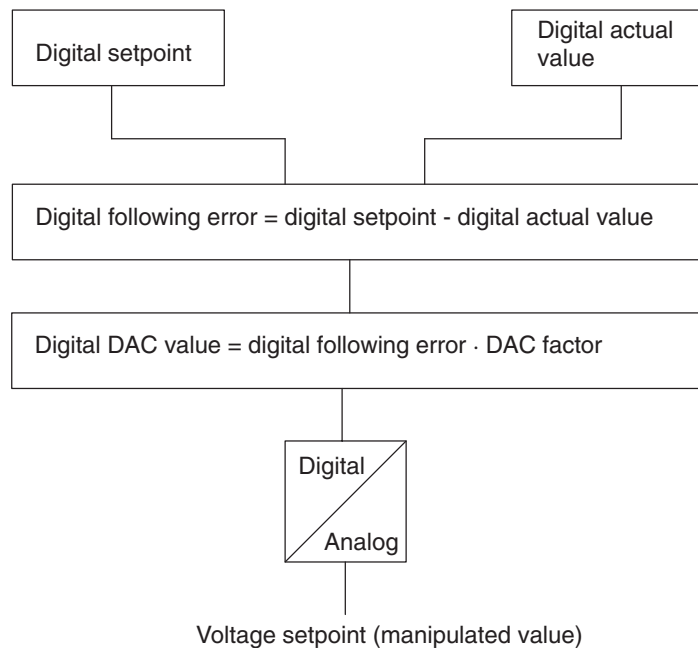 Digital setpoint
Digital actual
value
Digital following error = digital setpoint - digital actual value
Digital DAC value = digital following error · DAC factor
Digital
Analog
Voltage setpoint (manipulated value)